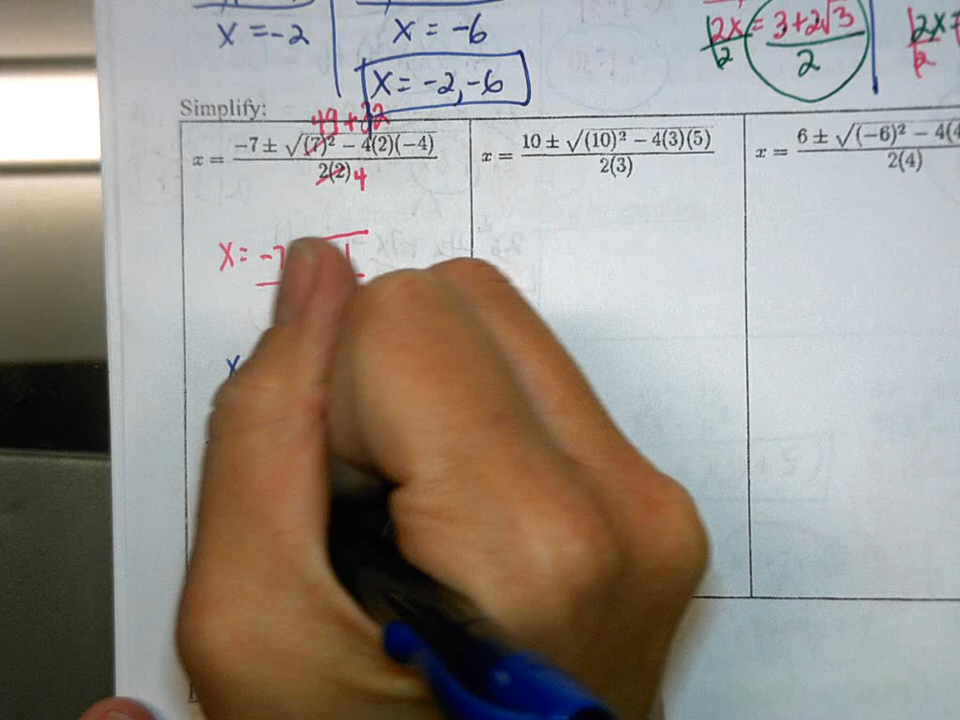 x = -2
x = -6
x = -2, -6
2x = 3 + 2√3
2 2
2x =
2
Simplify:
49 + 32
x = (-7 ± √((7)² - 4(2)(-4))) / (2(2)) 4
x = (10 ± √((10)² - 4(3)(5))) / (2(3))
x = 6 ± √(-6)² - 4(4
2(4)
x = -7
x